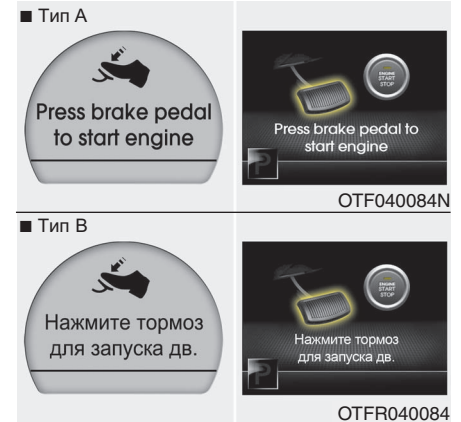 ■ Тип A
Press brake pedal
to start engine
ENGINE
START
STOP
Press brake pedal to
start engine
P
OTF040084N
■ Тип B
Нажмите тормоз
для запуска дв.
ENGINE
START
STOP
Нажмите тормоз
для запуска дв.
P
OTFR040084